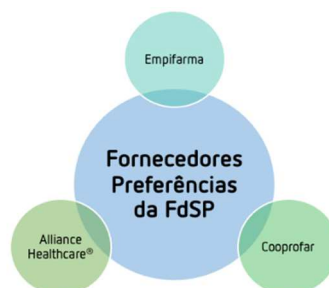 Empifarma
Fornecedores
Preferências
da FdSP
Alliance
Healthcare®
Cooprofar